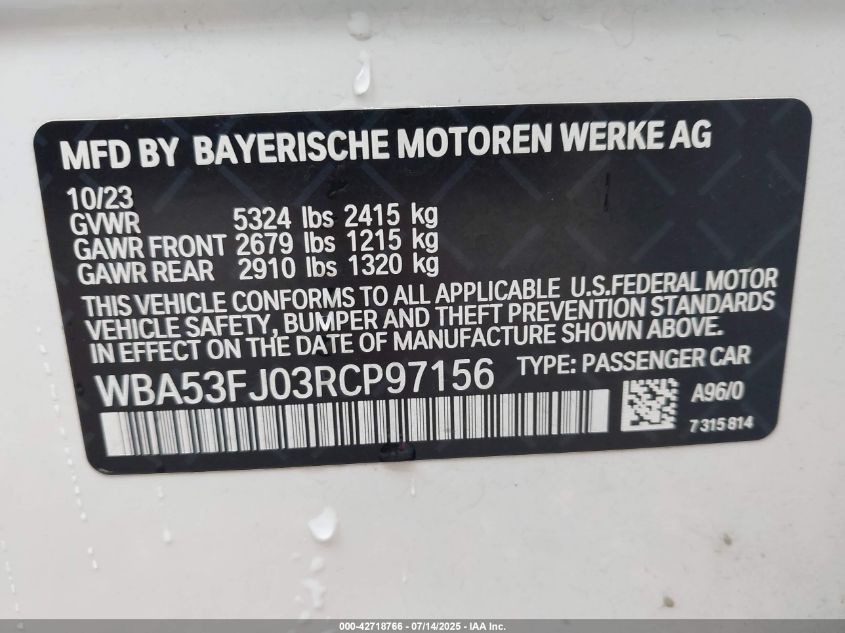 MFD BY BAYERISCHE MOTOREN WERKE AG
10/23
GVWR 5324 lbs 2415 kg
GAWR FRONT 2679 lbs 1215 kg
GAWR REAR 2910 lbs 1320 kg
THIS VEHICLE CONFORMS TO ALL APPLICABLE U.S.FEDERAL MOTOR
VEHICLE SAFETY, BUMPER AND THEFT PREVENTION STANDARDS
IN EFFECT ON THE DATE OF MANUFACTURE SHOWN ABOVE.
WBA53FJ03RCP97156 TYPE: PASSENGER CAR
A96/0
7315814
000-42718766 - 07/14/2025 - IAA Inc.